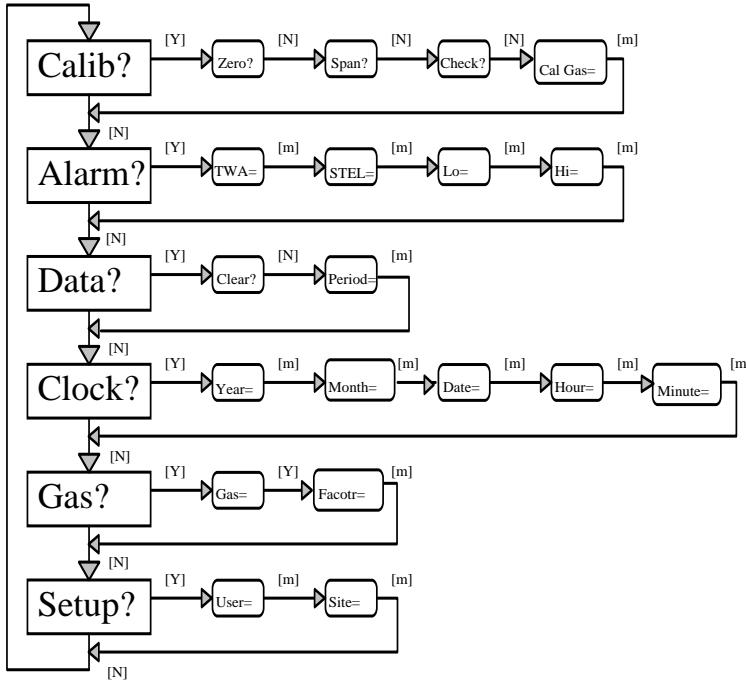 [Y] [N] [N] [N] [m]
Calib? Zero? Span? Check? Cal Gas=
[N]
[Y] [m] [m] [m] [m]
Alarm? TWA= STEL= Lo= Hi=
[N]
[Y] [N] [m]
Data? Clear? Period=
[N]
[Y] [m] [m] [m] [m] [m]
Clock? Year= Month= Date= Hour= Minute=
[N]
[Y] [Y] [m]
Gas? Gas= Facotr=
[N]
[Y] [m] [m]
Setup? User= Site=
[N]